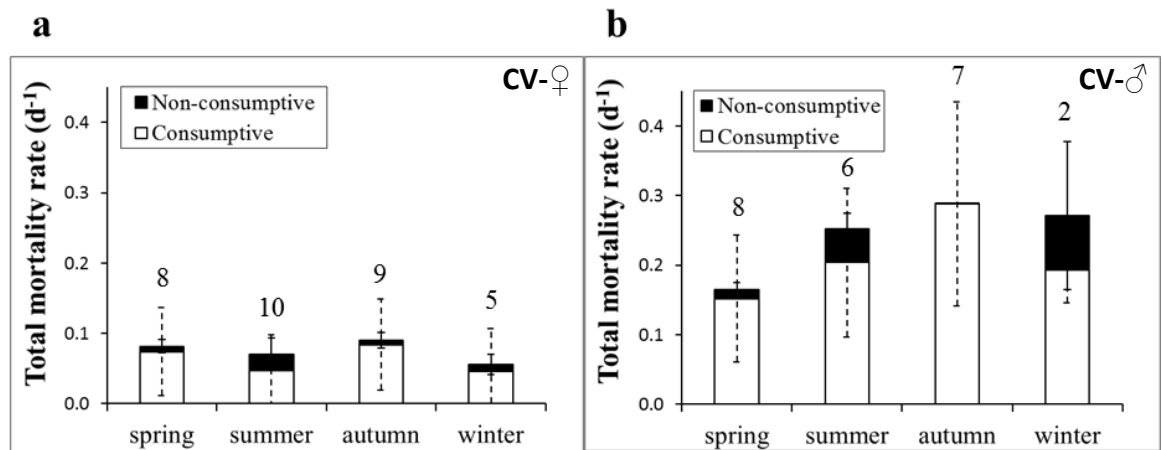 a
CV-♀
Total mortality rate (d⁻¹)
Non-consumptive
Consumptive
0.4
0.3
0.2
0.1
0.0
8
10
9
5
spring
summer
autumn
winter
b
CV-♂
Total mortality rate (d⁻¹)
Non-consumptive
Consumptive
0.4
0.3
0.2
0.1
0.0
8
6
7
2
spring
summer
autumn
winter